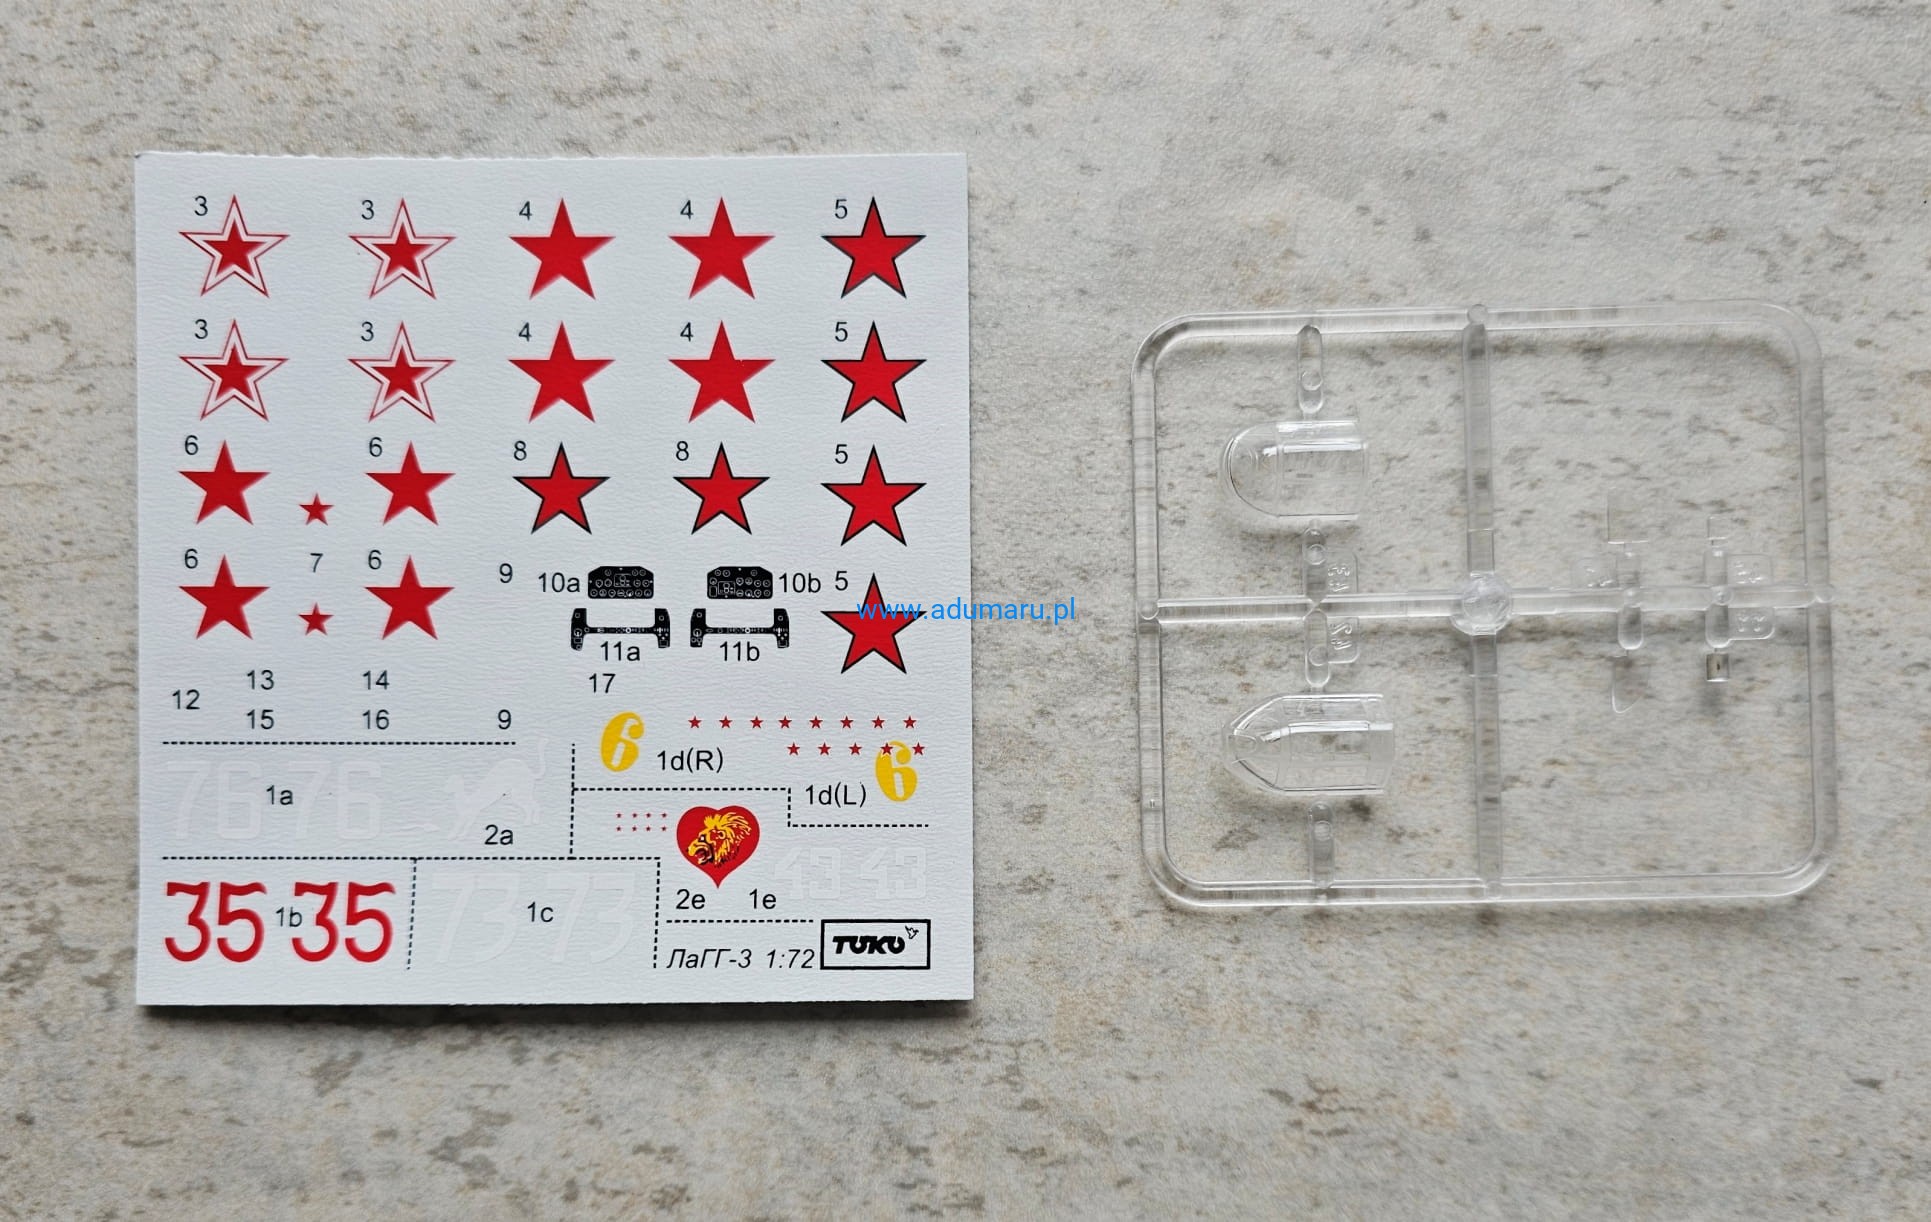 3 3 4 4 5
3 3 4 4 5
6 6 8 8 5
6 7 6 9 10a 10b 5
www.adumaru.pl
11a 11b
12 13 14 17
15 16 9
6 1d(R)
76 76 1a 1d(L) 6
2a
43 43
35 1b 35 73 1c 73 2e 1e
ЛаГГ-3 1:72 TUKU